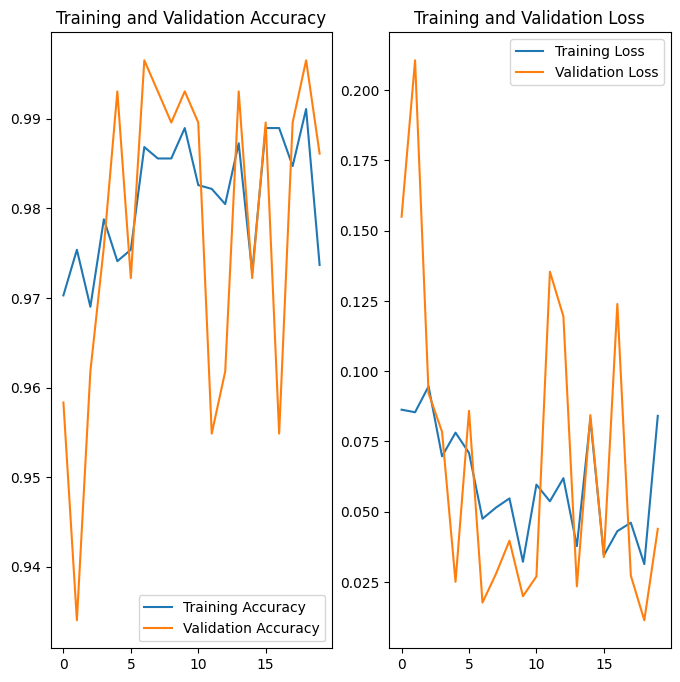 Training and Validation Accuracy
0.99
0.98
0.97
0.96
0.95
0.94
Training Accuracy
Validation Accuracy
0 5 10 15
Training and Validation Loss
Training Loss
Validation Loss
0.200
0.175
0.150
0.125
0.100
0.075
0.050
0.025
0 5 10 15